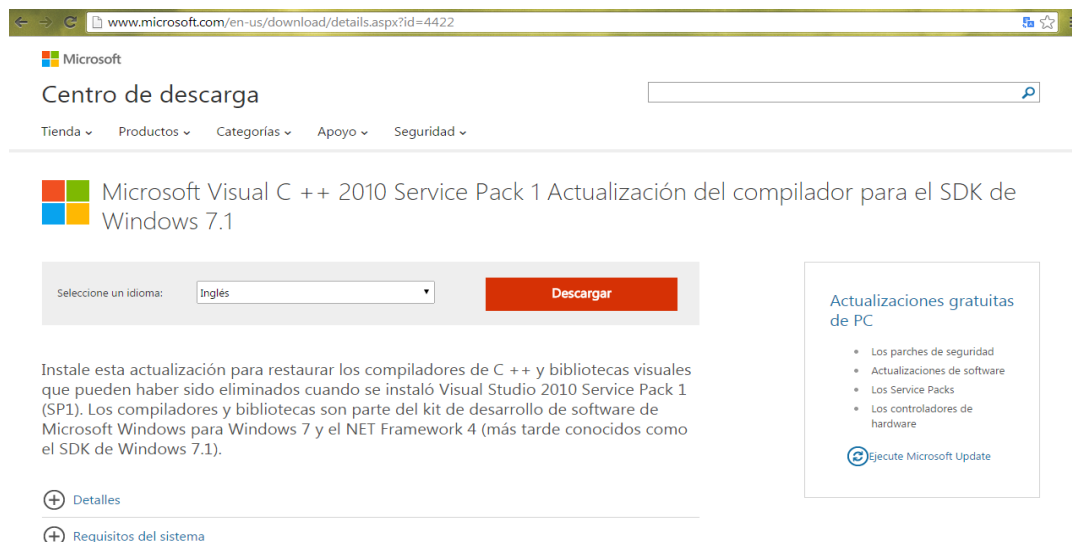 www.microsoft.com/en-us/download/details.aspx?id=4422
Microsoft
Centro de descarga
Tienda Productos Categorías Apoyo Seguridad
Microsoft Visual C ++ 2010 Service Pack 1 Actualización del compilador para el SDK de
Windows 7.1
Seleccione un idioma: Inglés Descargar
Actualizaciones gratuitas
de PC
Los parches de seguridad
Actualizaciones de software
Los Service Packs
Los controladores de
hardware
Ejecute Microsoft Update
Instale esta actualización para restaurar los compiladores de C ++ y bibliotecas visuales
que pueden haber sido eliminados cuando se instaló Visual Studio 2010 Service Pack 1
(SP1). Los compiladores y bibliotecas son parte del kit de desarrollo de software de
Microsoft Windows para Windows 7 y el NET Framework 4 (más tarde conocidos como
el SDK de Windows 7.1).
Detalles
Requisitos del sistema